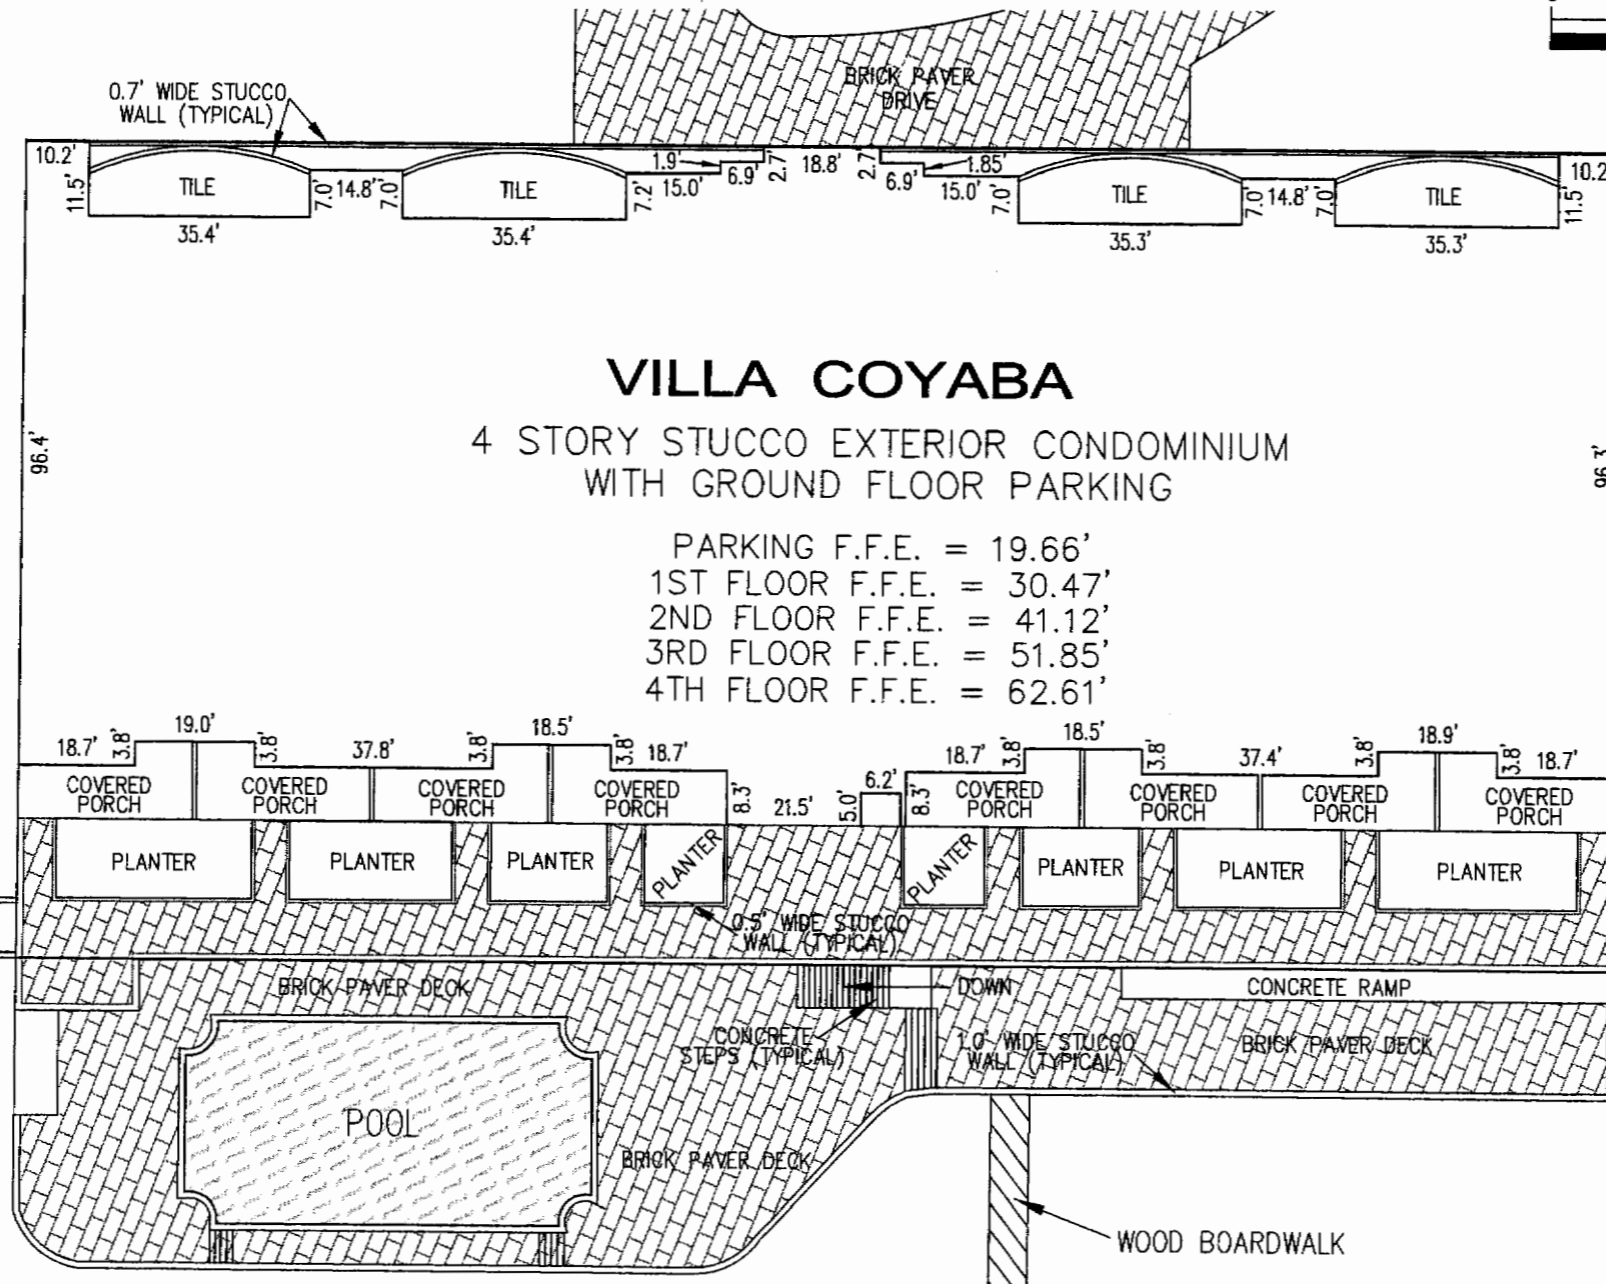 BRICK PAVER
DRIVE
0.7' WIDE STUCCO
WALL (TYPICAL)
10.2'
11.5'
TILE
35.4'
7.0'
14.8'
7.0'
TILE
35.4'
7.2'
15.0'
1.9'
6.9'
2.7'
18.8'
2.7'
6.9'
1.85'
15.0'
7.0'
TILE
35.3'
7.0'
14.8'
7.0'
TILE
35.3'
11.5'
10.2
96.4'
96.3'
VILLA COYABA
4 STORY STUCCO EXTERIOR CONDOMINIUM
WITH GROUND FLOOR PARKING
PARKING F.F.E. = 19.66'
1ST FLOOR F.F.E. = 30.47'
2ND FLOOR F.F.E. = 41.12'
3RD FLOOR F.F.E. = 51.85'
4TH FLOOR F.F.E. = 62.61'
18.7'
3.8'
19.0'
3.8'
37.8'
3.8'
18.5'
3.8'
18.7'
8.3'
21.5'
5.0'
6.2'
8.3'
18.7'
3.8'
18.5'
3.8'
37.4'
3.8'
18.9'
3.8'
18.7'
COVERED
PORCH
COVERED
PORCH
COVERED
PORCH
COVERED
PORCH
COVERED
PORCH
COVERED
PORCH
COVERED
PORCH
COVERED
PORCH
PLANTER
PLANTER
PLANTER
PLANTER
PLANTER
PLANTER
PLANTER
PLANTER
0.5' WIDE STUCCO
WALL (TYPICAL)
BRICK PAVER DECK
DOWN
CONCRETE RAMP
CONCRETE
STEPS (TYPICAL)
1.0' WIDE STUCCO
WALL (TYPICAL)
BRICK PAVER DECK
POOL
BRICK PAVER DECK
WOOD BOARDWALK